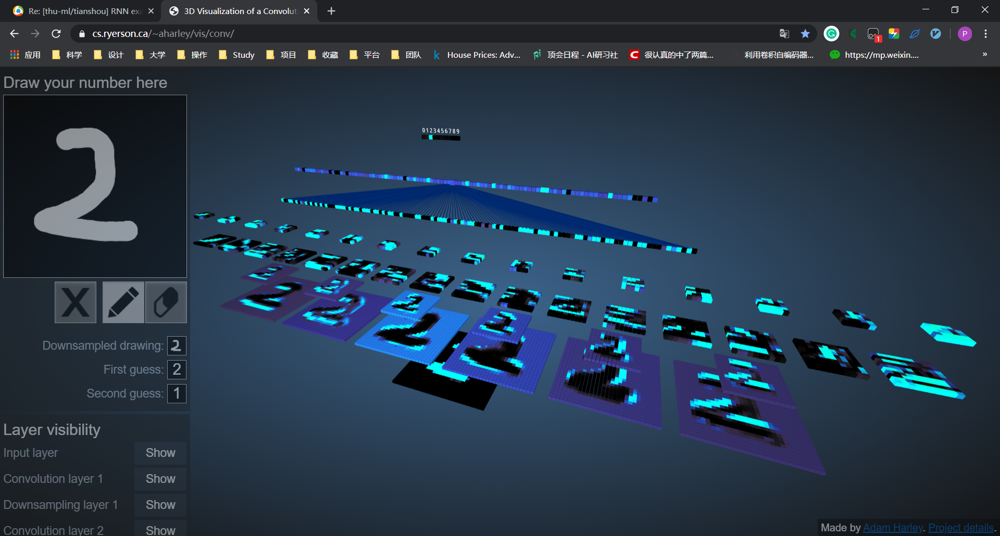 Re: [thu-ml/tianshou] RNN exa
3D Visualization of a Convolut
cs.ryerson.ca/~aharley/vis/conv/
1
P
应用
科学
设计
大学
操作
Study
项目
收藏
平台
团队
House Prices: Adv...
顶会日程 - AI研习社
很认真的中了两篇...
利用卷积自编码器...
https://mp.weixin....
»
Draw your number here
2
X
Downsampled drawing: 2
First guess: 2
Second guess: 1
0123456789
Layer visibility
Input layer Show
Convolution layer 1 Show
Downsampling layer 1 Show
Convolution layer 2 Show
Made by Adam Harley. Project details.